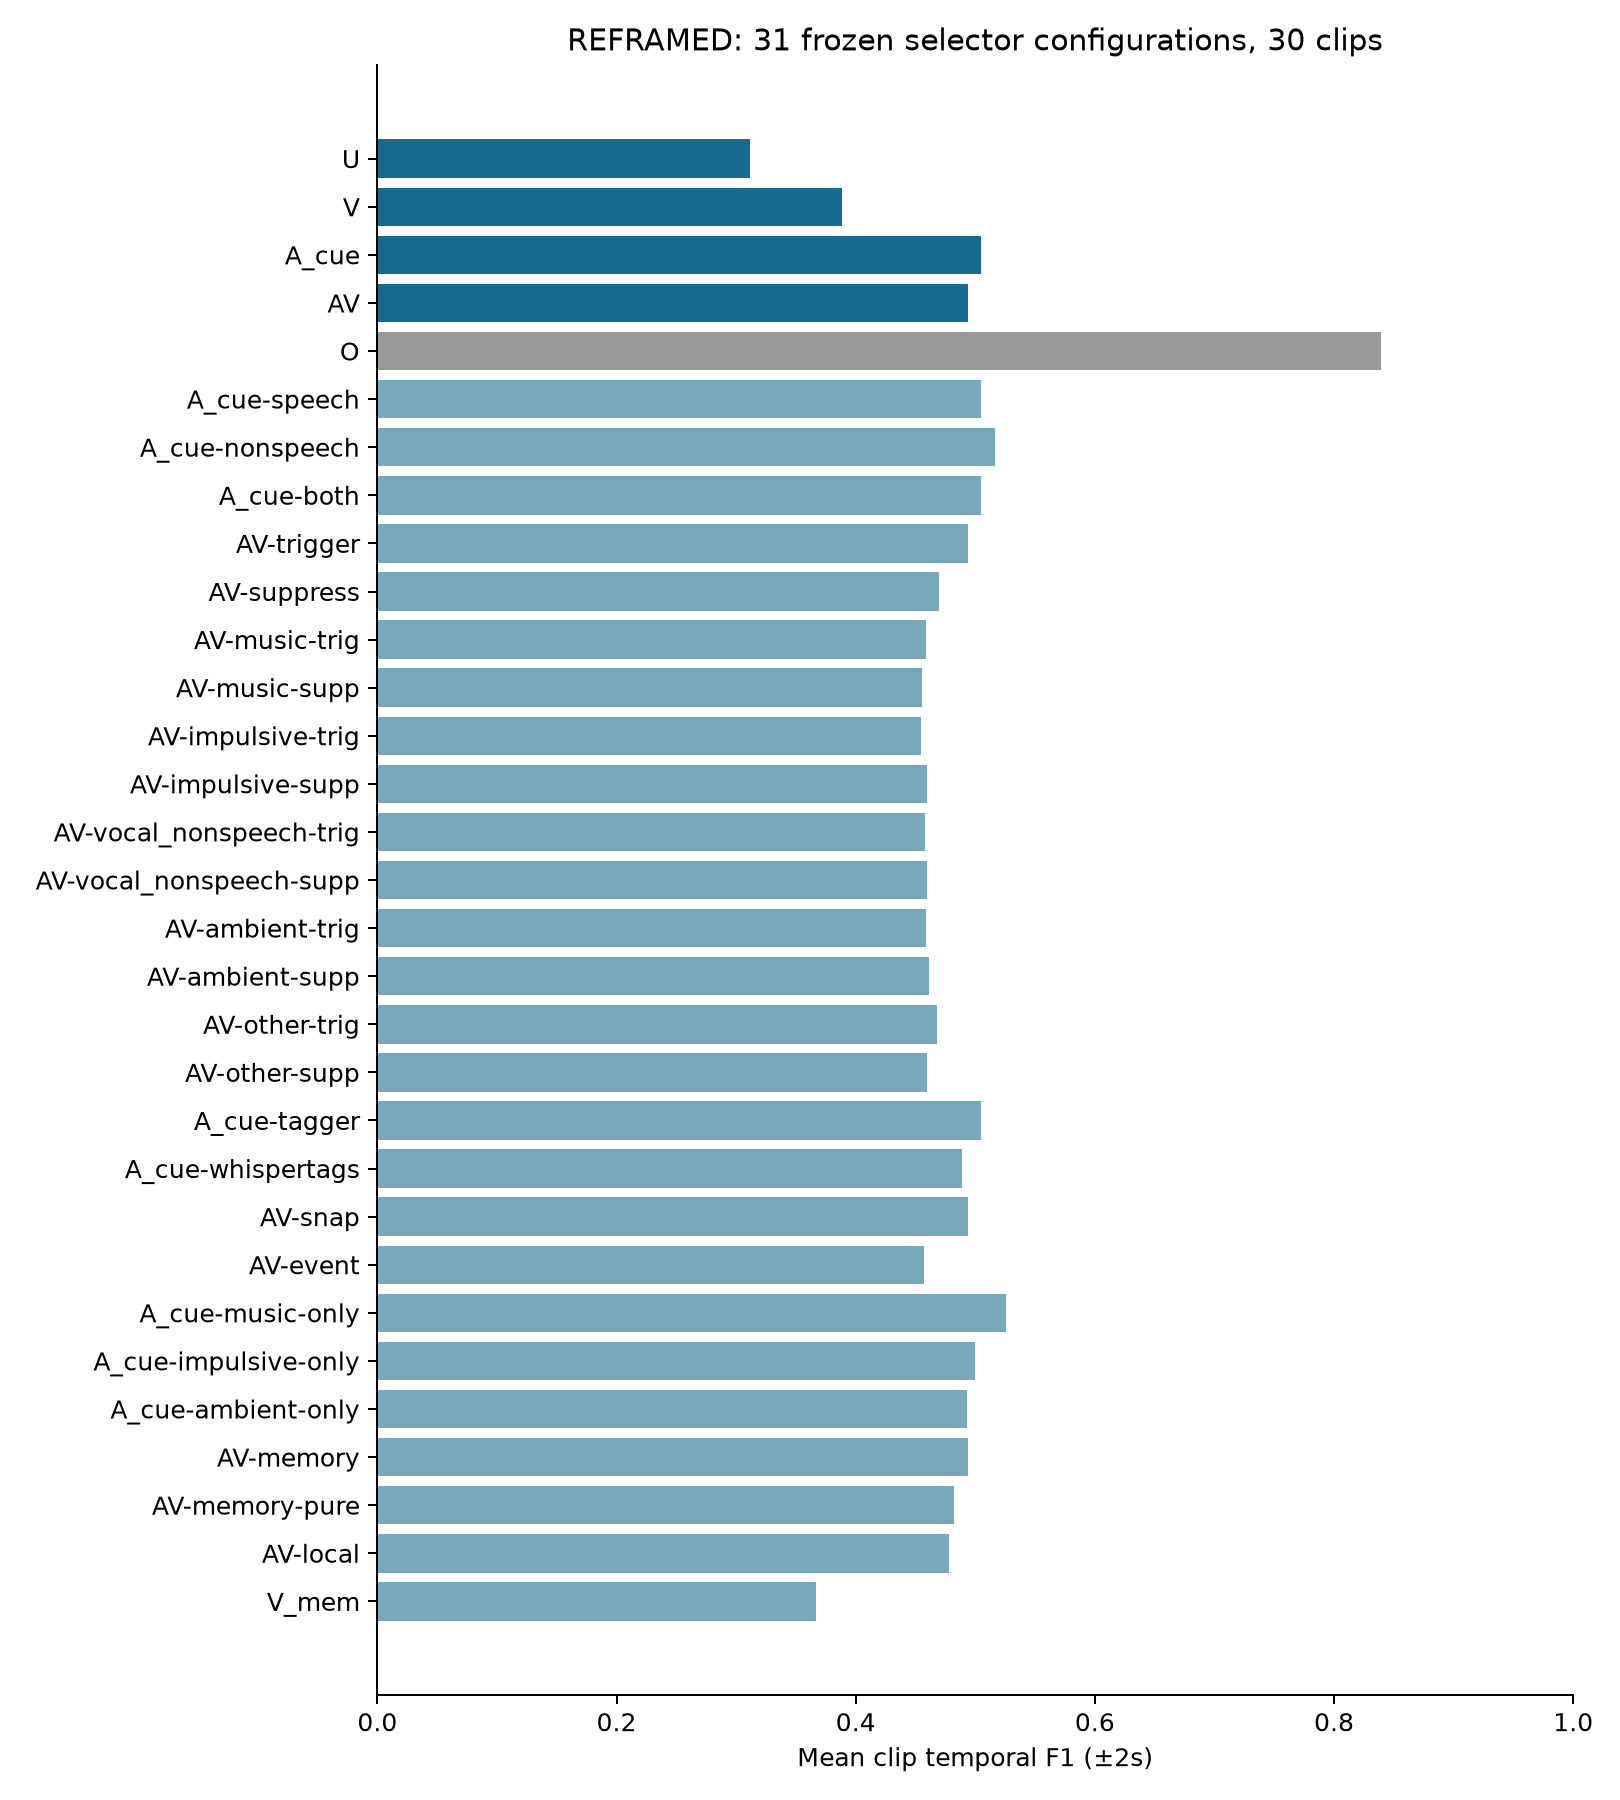 REFRAMED: 31 frozen selector configurations, 30 clips
U
V
A_cue
AV
O
A_cue-speech
A_cue-nonspeech
A_cue-both
AV-trigger
AV-suppress
AV-music-trig
AV-music-supp
AV-impulsive-trig
AV-impulsive-supp
AV-vocal_nonspeech-trig
AV-vocal_nonspeech-supp
AV-ambient-trig
AV-ambient-supp
AV-other-trig
AV-other-supp
A_cue-tagger
A_cue-whispertags
AV-snap
AV-event
A_cue-music-only
A_cue-impulsive-only
A_cue-ambient-only
AV-memory
AV-memory-pure
AV-local
V_mem
0.0 0.2 0.4 0.6 0.8 1.0
Mean clip temporal F1 (±2s)